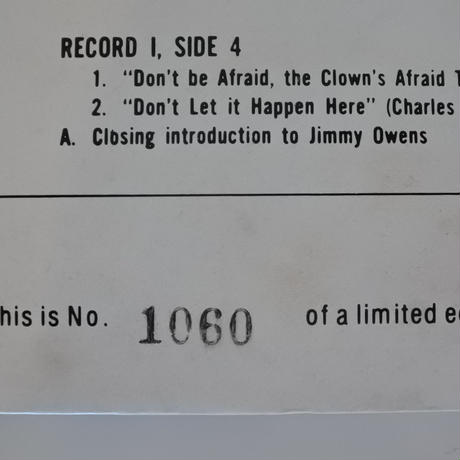 RECORD I, SIDE 4
1. "Don't be Afraid, the Clown's Afraid T
2. "Don't Let it Happen Here" (Charles
A. Closing introduction to Jimmy Owens
his is No. 1060 of a limited e